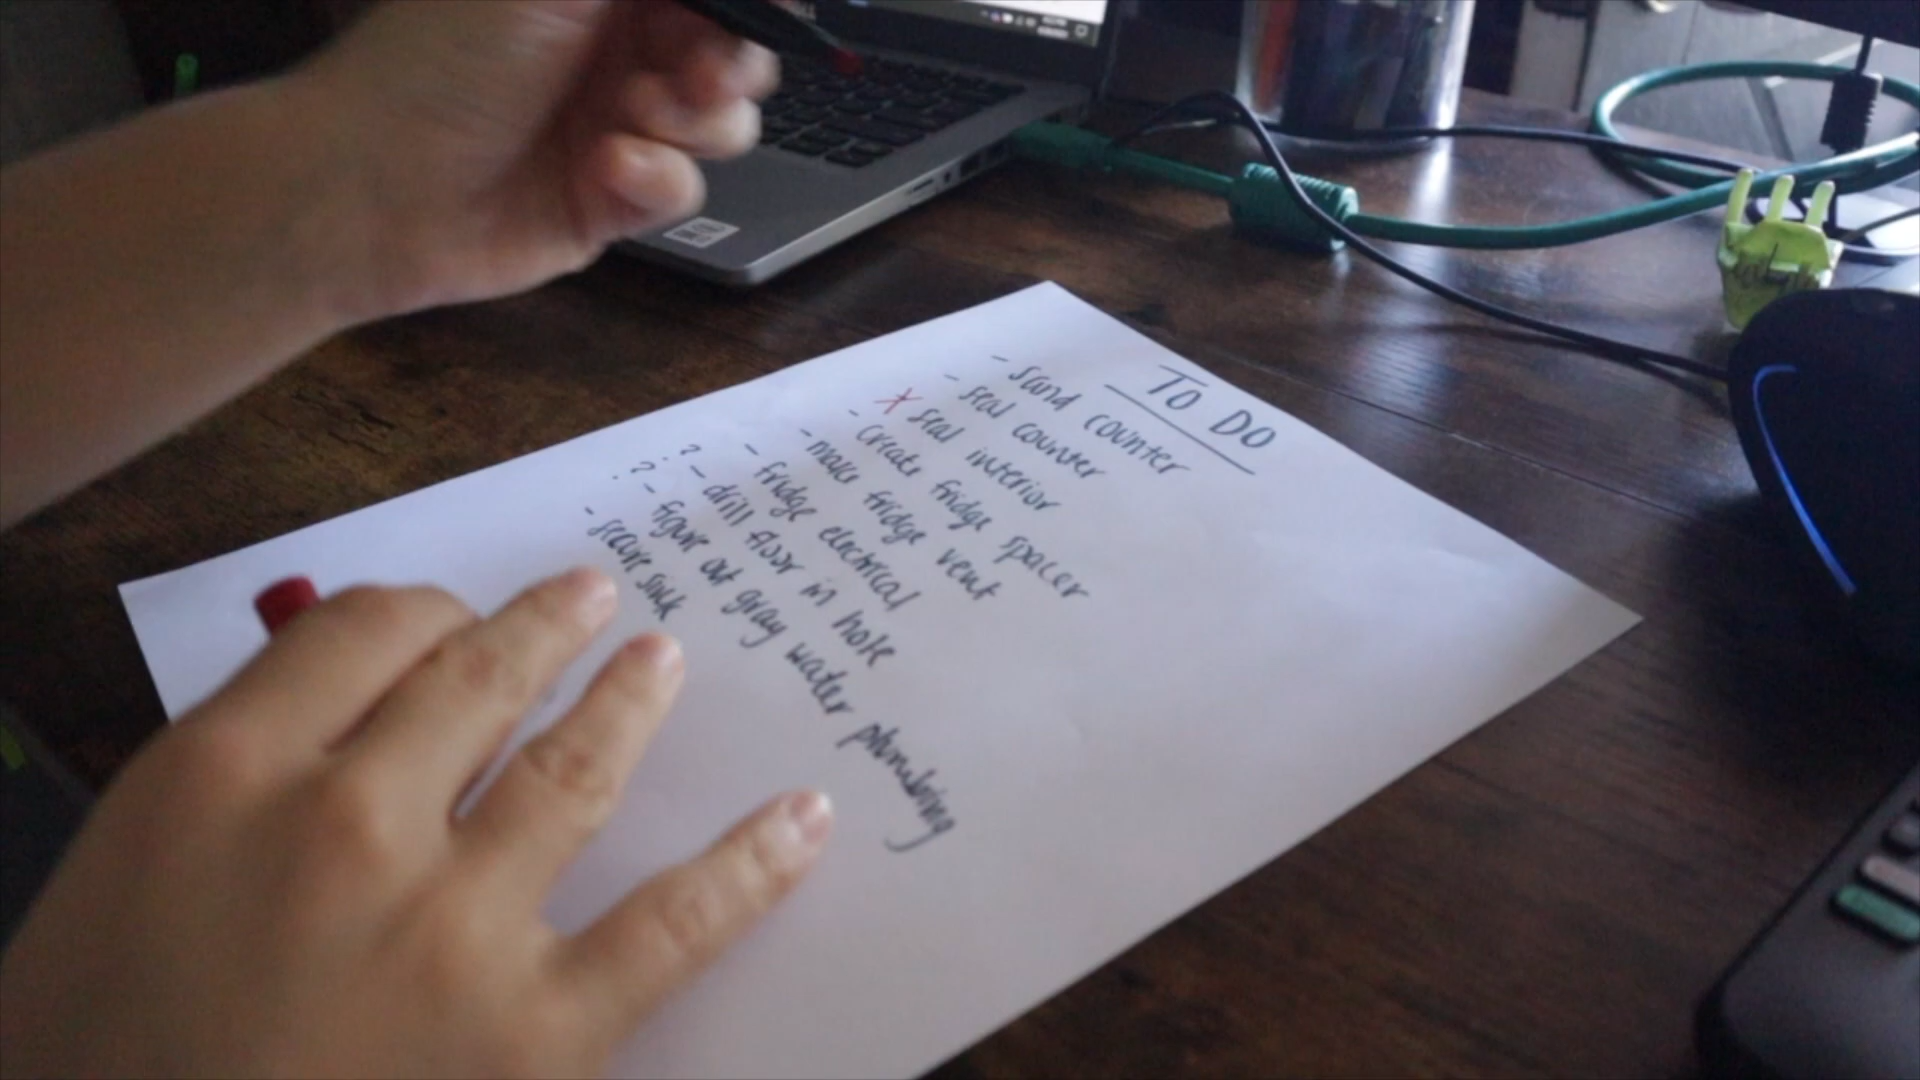 TO DO
- sand counter
- seal counter
X seal interior
- create fridge spacer
- make fridge vent
- fridge electrical
? - drill floor in hole
? - figure out gray water plumbing
- secure sink